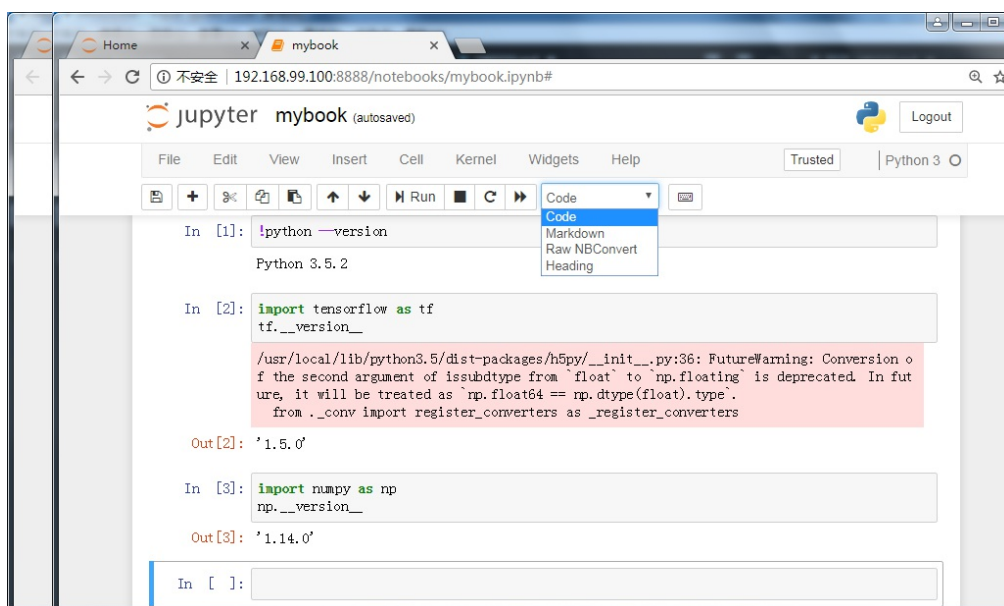 Home
mybook
不安全 | 192.168.99.100:8888/notebooks/mybook.ipynb#
jupyter mybook (autosaved)
Logout
File Edit View Insert Cell Kernel Widgets Help Trusted Python 3
Run Code
Code
Markdown
Raw NBConvert
Heading
In [1]: !python --version
Python 3.5.2
In [2]: import tensorflow as tf
tf.__version__
/usr/local/lib/python3.5/dist-packages/h5py/__init__.py:36: FutureWarning: Conversion o
f the second argument of issubdtype from `float` to `np.floating` is deprecated. In fut
ure, it will be treated as `np.float64 == np.dtype(float).type`.
from ._conv import register_converters as _register_converters
Out[2]: '1.5.0'
In [3]: import numpy as np
np.__version__
Out[3]: '1.14.0'
In [ ]: